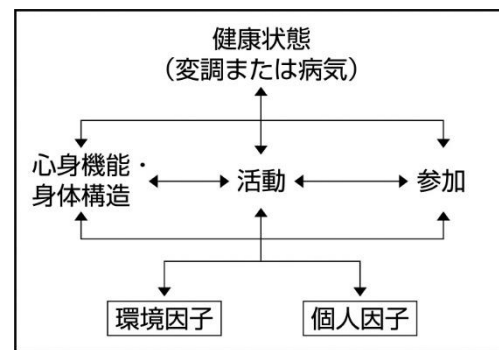 健康状態
（変調または病気）
心身機能・
身体構造
活動
参加
環境因子
個人因子